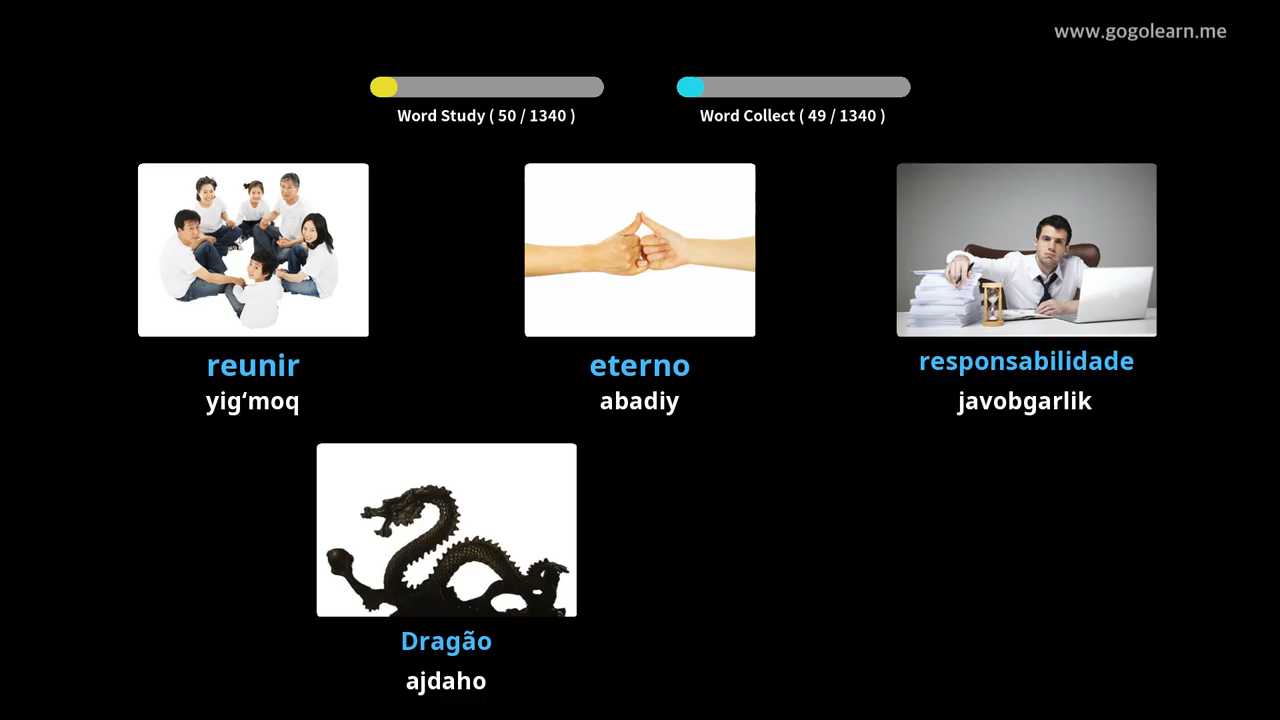 www.gogolearn.me
Word Study ( 50 / 1340 )
Word Collect ( 49 / 1340 )
reunir
yig‘moq
eterno
abadiy
responsabilidade
javobgarlik
Dragão
ajdaho